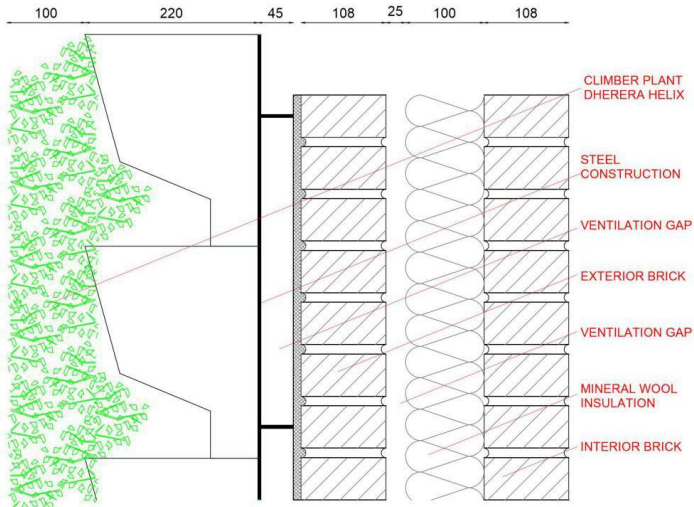 100 220 45 108 25 100 108
CLIMBER PLANT
DHERERA HELIX
STEEL
CONSTRUCTION
VENTILATION GAP
EXTERIOR BRICK
VENTILATION GAP
MINERAL WOOL
INSULATION
INTERIOR BRICK